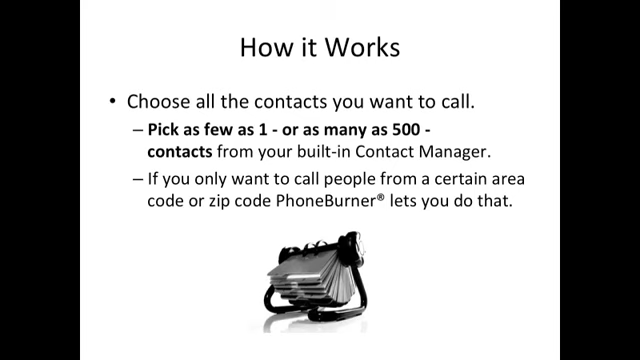 How it Works
• Choose all the contacts you want to call.
– Pick as few as 1 - or as many as 500 -
contacts from your built-in Contact Manager.
– If you only want to call people from a certain area
code or zip code PhoneBurner® lets you do that.